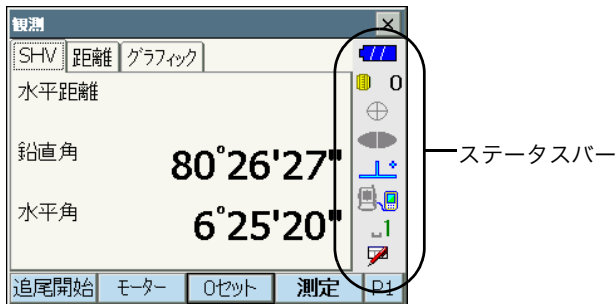 観測
SHV 距離 グラフィック
0
水平距離
鉛直角 80°26'27"
水平角 6°25'20"
ステータスバー
␣1
追尾開始 モーター 0セット 測定 P1